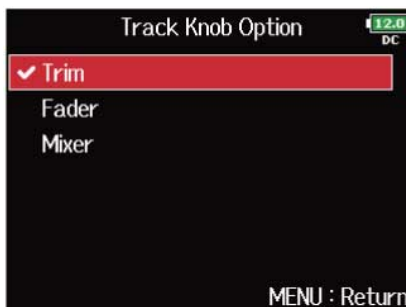 Track Knob Option
12.0
DC
Trim
Fader
Mixer
MENU : Return